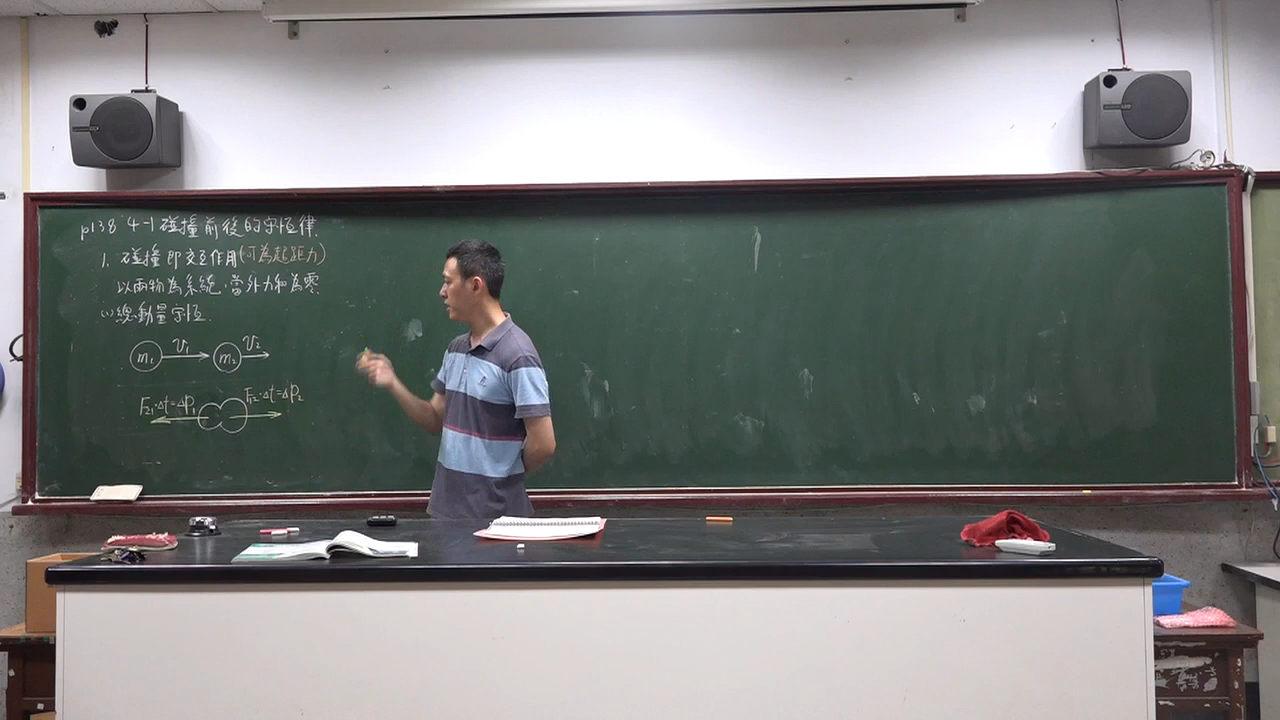 p138 4-1 碰撞前後的守恆律.
1. 碰撞即交互作用(可為超距力)
以兩物為系統,當外力和為零.
(1)總動量守恆.
m₁ v₁ m₂ v₂
F₂₁·Δt=ΔP₁ F₁₂·Δt=ΔP₂